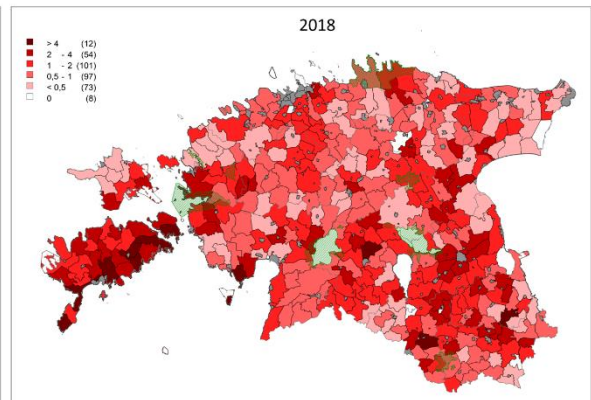 2018
> 4 (12)
2 - 4 (54)
1 - 2 (101)
0,5 - 1 (97)
< 0,5 (73)
0 (8)